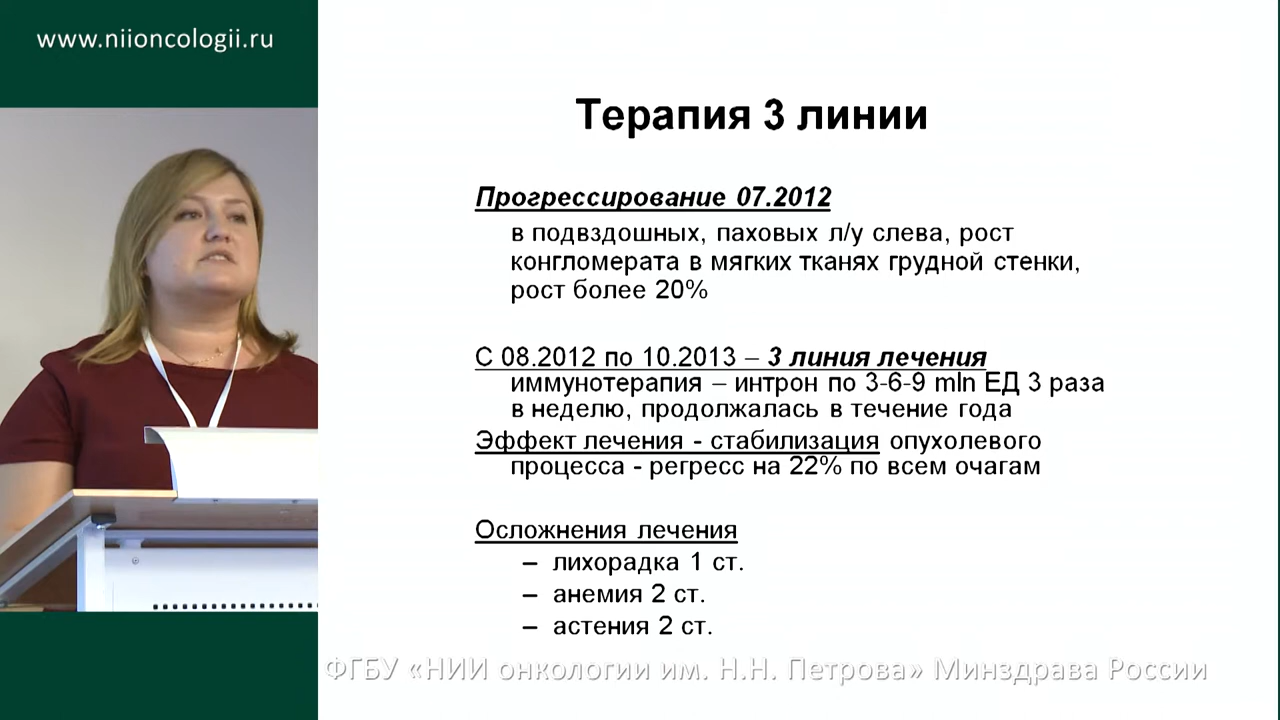 www.niioncologii.ru
Терапия 3 линии
Прогрессирование 07.2012
в подвздошных, паховых л/у слева, рост
конгломерата в мягких тканях грудной стенки,
рост более 20%
С 08.2012 по 10.2013 – 3 линия лечения
иммунотерапия – интрон по 3-6-9 mln ЕД 3 раза
в неделю, продолжалась в течение года
Эффект лечения - стабилизация опухолевого
процесса - регресс на 22% по всем очагам
Осложнения лечения
– лихорадка 1 ст.
– анемия 2 ст.
– астения 2 ст.
ФГБУ «НИИ онкологии им. Н.Н. Петрова» Минздрава России